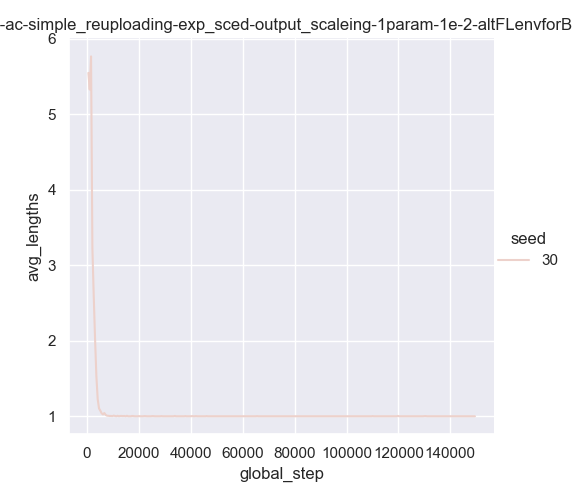 -ac-simple_reuploading-exp_sced-output_scaleing-1param-1e-2-altFLenvforB
6
5
4
3
2
1
avg_lengths
0 20000 40000 60000 80000 100000 120000 140000
global_step
seed
30